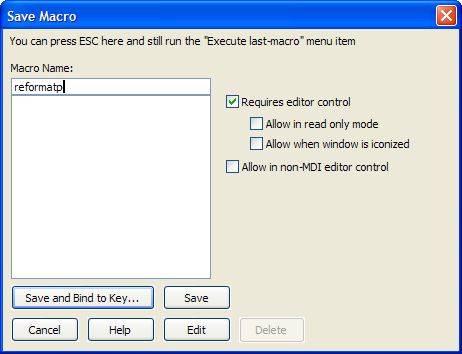 Save Macro
You can press ESC here and still run the "Execute last-macro" menu item
Macro Name:
reformatp
Requires editor control
Allow in read only mode
Allow when window is iconized
Allow in non-MDI editor control
Save and Bind to Key... Save
Cancel Help Edit Delete